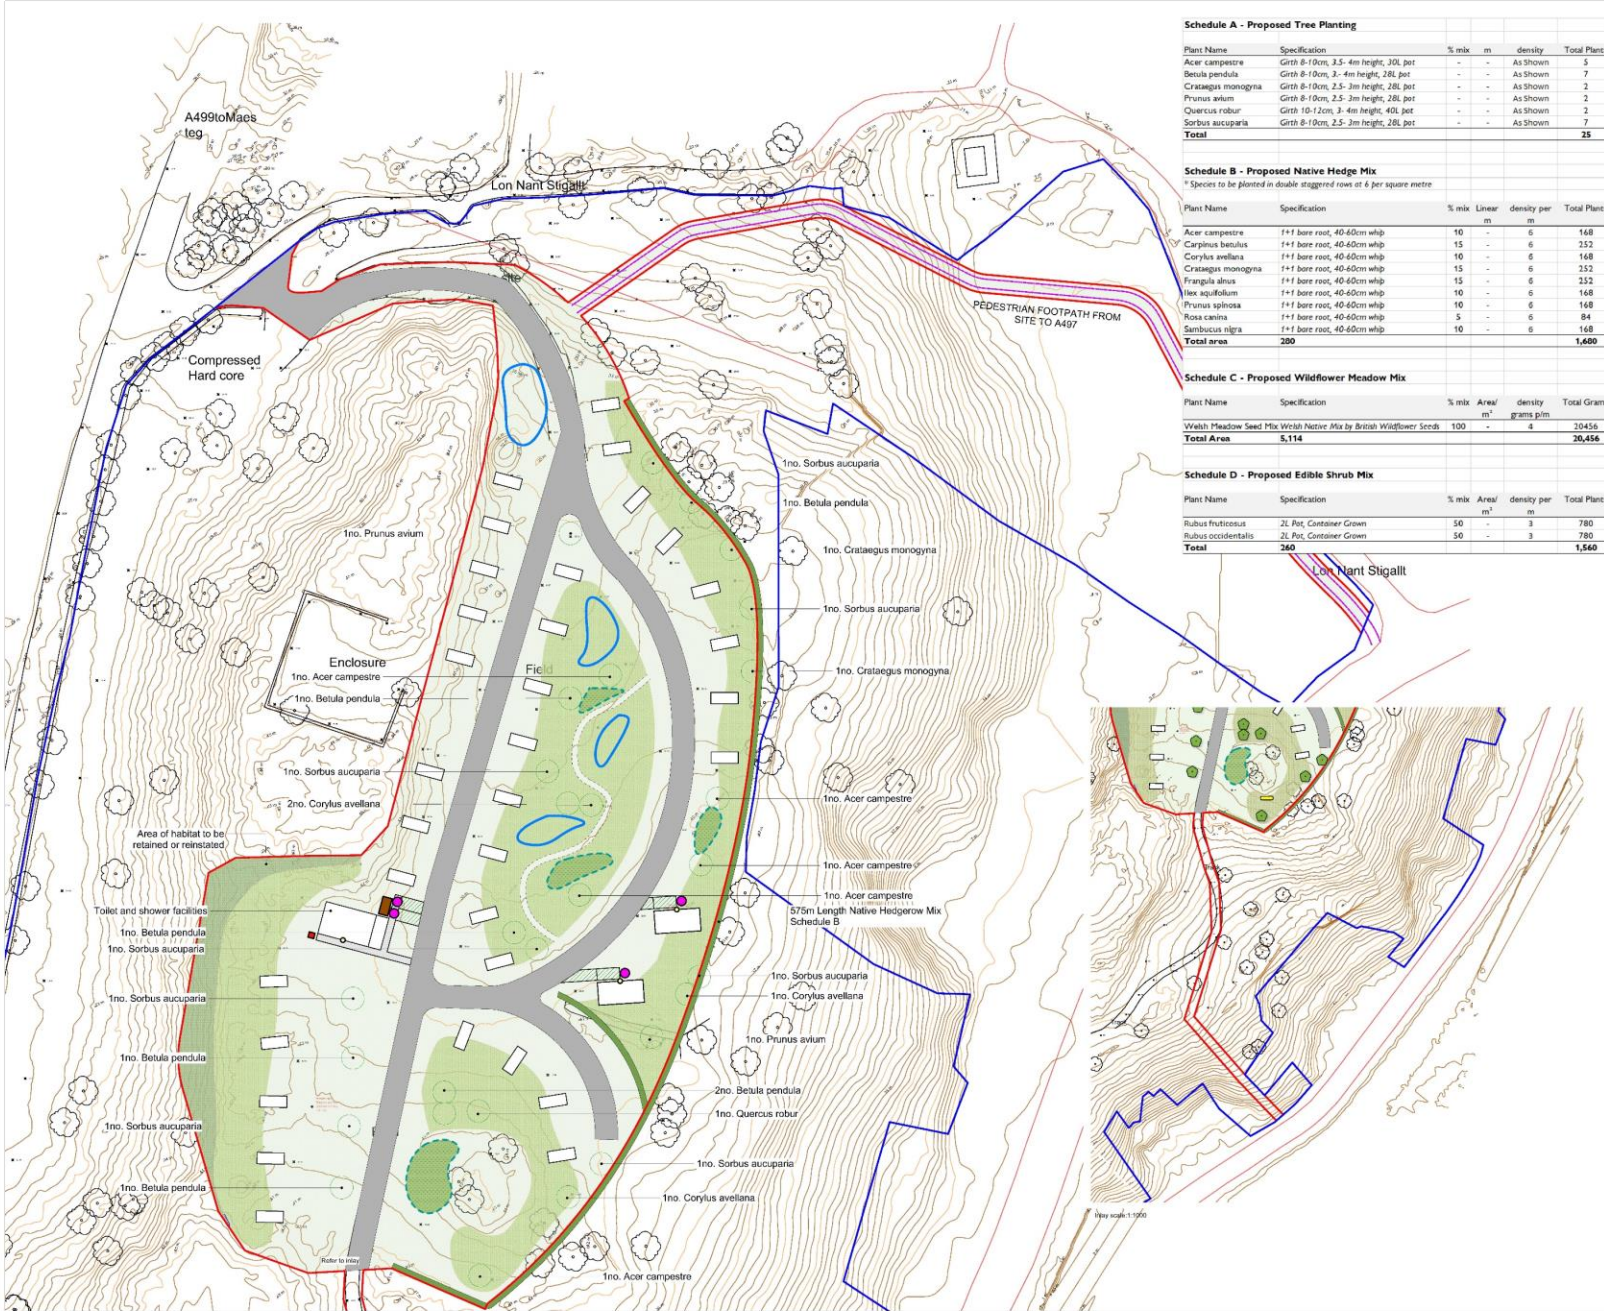 A499toMaes
teg
Lon Nant Stigallt
Site
Compressed
Hard core
PEDESTRIAN FOOTPATH FROM
SITE TO A497
1no. Sorbus aucuparia
1no. Betula pendula
1no. Prunus avium
1no. Crataegus monogyna
1no. Sorbus aucuparia
Enclosure
Field
1no. Acer campestre
1no. Crataegus monogyna
1no. Betula pendula
1no. Sorbus aucuparia
2no. Corylus avellana
1no. Acer campestre
Area of habitat to be
retained or reinstated
1no. Acer campestre
1no. Acer campestre
Toilet and shower facilities
575m Length Native Hedgerow Mix
Schedule B
1no. Betula pendula
1no. Sorbus aucuparia
1no. Sorbus aucuparia
1no. Sorbus aucuparia
1no. Corylus avellana
1no. Prunus avium
1no. Betula pendula
2no. Betula pendula
1no. Quercus robur
1no. Sorbus aucuparia
1no. Sorbus aucuparia
1no. Betula pendula
1no. Corylus avellana
Refer to inlay
1no. Acer campestre
Schedule A - Proposed Tree Planting
Plant Name Specification % mix m density Total Plant
Acer campestre Girth 8-10cm, 3.5- 4m height, 30L pot - - As Shown 5
Betula pendula Girth 8-10cm, 3.- 4m height, 28L pot - - As Shown 7
Crataegus monogyna Girth 8-10cm, 2.5- 3m height, 28L pot - - As Shown 2
Prunus avium Girth 8-10cm, 2.5- 3m height, 28L pot - - As Shown 2
Quercus robur Girth 10-12cm, 3- 4m height, 40L pot - - As Shown 2
Sorbus aucuparia Girth 8-10cm, 2.5- 3m height, 28L pot - - As Shown 7
Total 25
Schedule B - Proposed Native Hedge Mix
* Species to be planted in double staggered rows at 6 per square metre
Plant Name Specification % mix Linear density per Total Plant
m m
Acer campestre 1+1 bare root, 40-60cm whip 10 - 6 168
Carpinus betulus 1+1 bare root, 40-60cm whip 15 - 6 252
Corylus avellana 1+1 bare root, 40-60cm whip 10 - 6 168
Crataegus monogyna 1+1 bare root, 40-60cm whip 15 - 6 252
Frangula alnus 1+1 bare root, 40-60cm whip 15 - 6 252
Ilex aquifolium 1+1 bare root, 40-60cm whip 10 - 6 168
Prunus spinosa 1+1 bare root, 40-60cm whip 10 - 6 168
Rosa canina 1+1 bare root, 40-60cm whip 5 - 6 84
Sambucus nigra 1+1 bare root, 40-60cm whip 10 - 6 168
Total area 280 1,680
Schedule C - Proposed Wildflower Meadow Mix
Plant Name Specification % mix Area/ density Total Gram
m² grams p/m
Welsh Meadow Seed Mix Welsh Native Mix by British Wildflower Seeds 100 - 4 20456
Total Area 5,114 20,456
Schedule D - Proposed Edible Shrub Mix
Plant Name Specification % mix Area/ density per Total Plant
m² m
Rubus fruticosus 2L Pot, Container Grown 50 - 3 780
Rubus occidentalis 2L Pot, Container Grown 50 - 3 780
Total 260 1,560
Lon Nant Stigallt
Inlay scale:1:1000